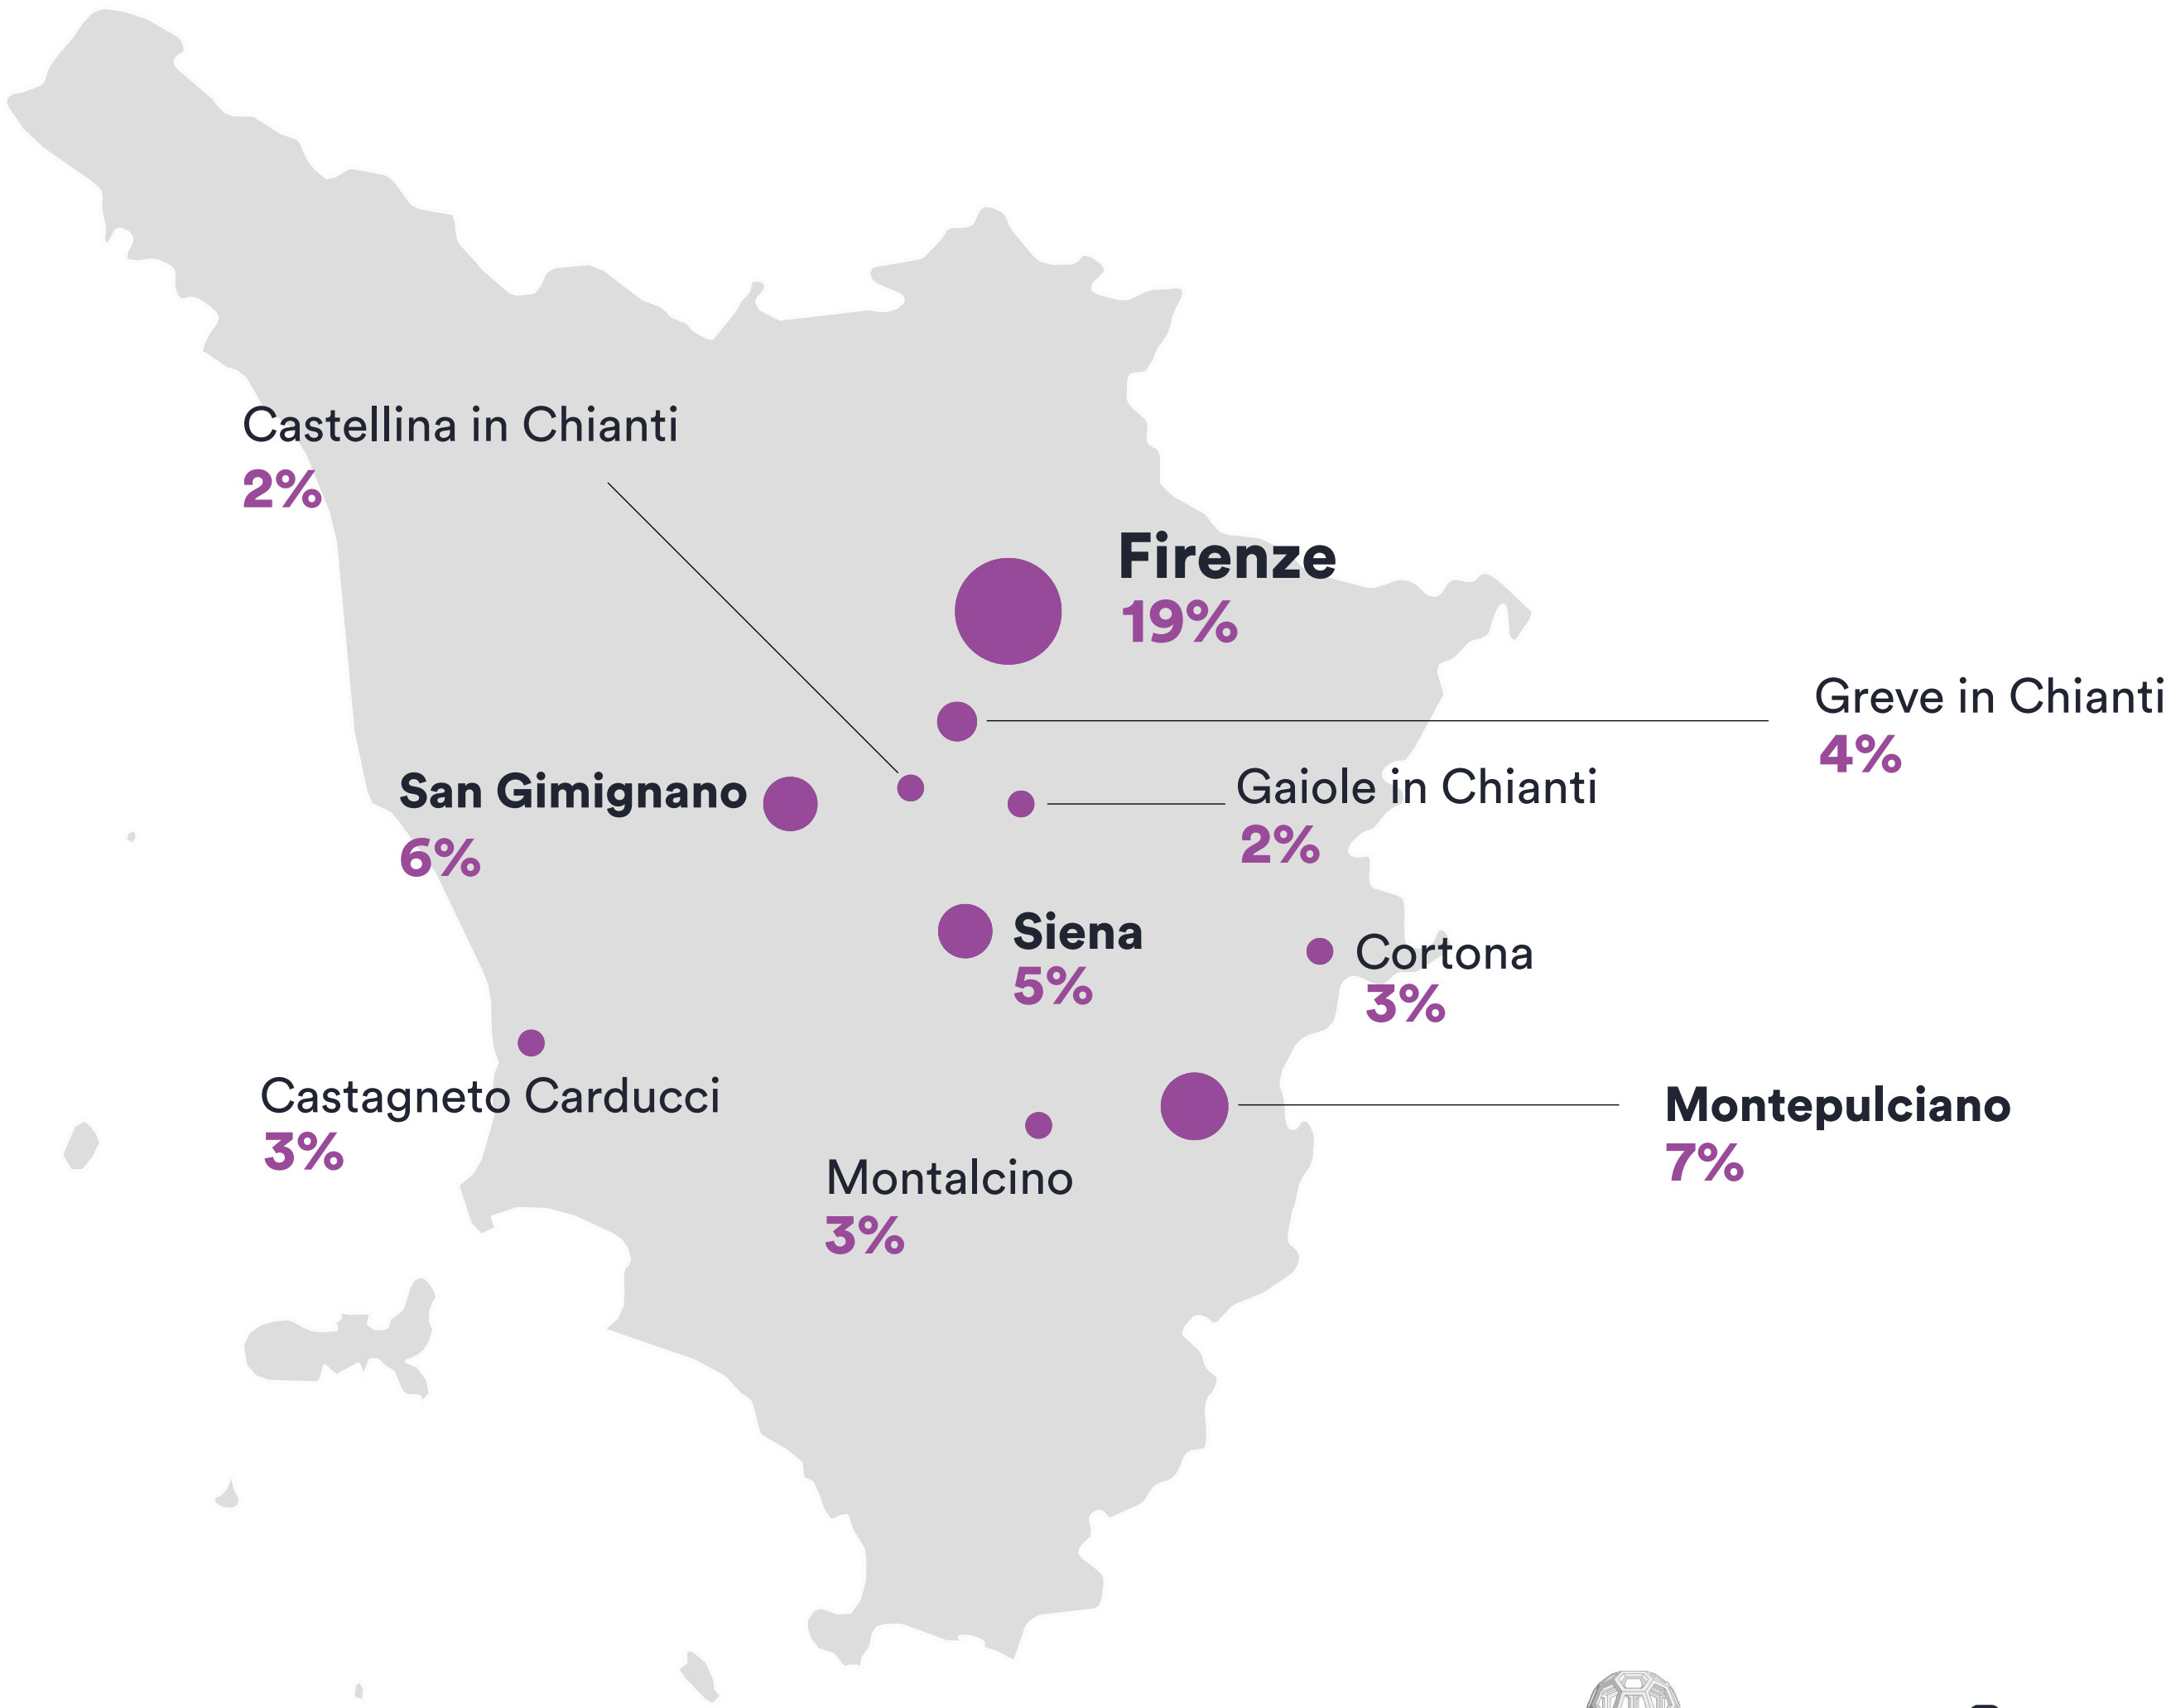 Castellina in Chianti
2%
Firenze
19%
Greve in Chianti
4%
San Gimignano
6%
Gaiole in Chianti
2%
Siena
5%
Cortona
3%
Castagneto Carducci
3%
Montepulciano
7%
Montalcino
3%